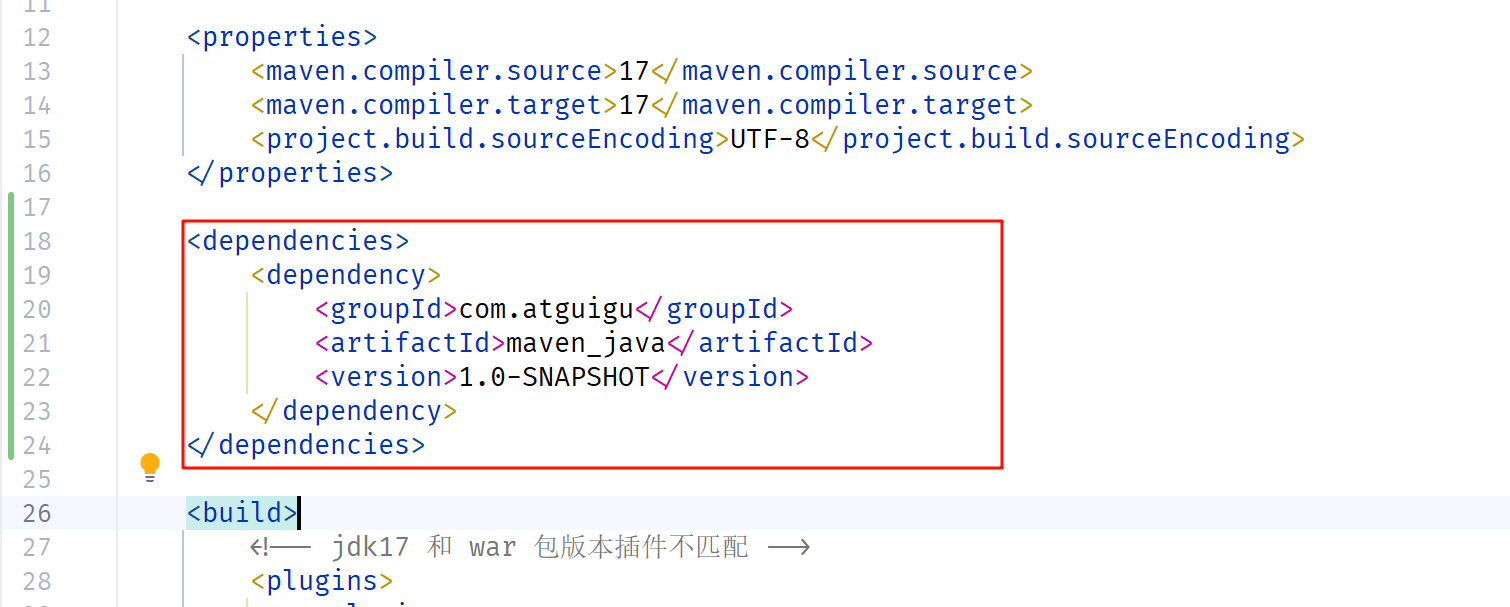 11
12 <properties>
13 <maven.compiler.source>17</maven.compiler.source>
14 <maven.compiler.target>17</maven.compiler.target>
15 <project.build.sourceEncoding>UTF-8</project.build.sourceEncoding>
16 </properties>
17
18 <dependencies>
19 <dependency>
20 <groupId>com.atguigu</groupId>
21 <artifactId>maven_java</artifactId>
22 <version>1.0-SNAPSHOT</version>
23 </dependency>
24 </dependencies>
25
26 <build>
27 <!-- jdk17 和 war 包版本插件不匹配 -->
28 <plugins>